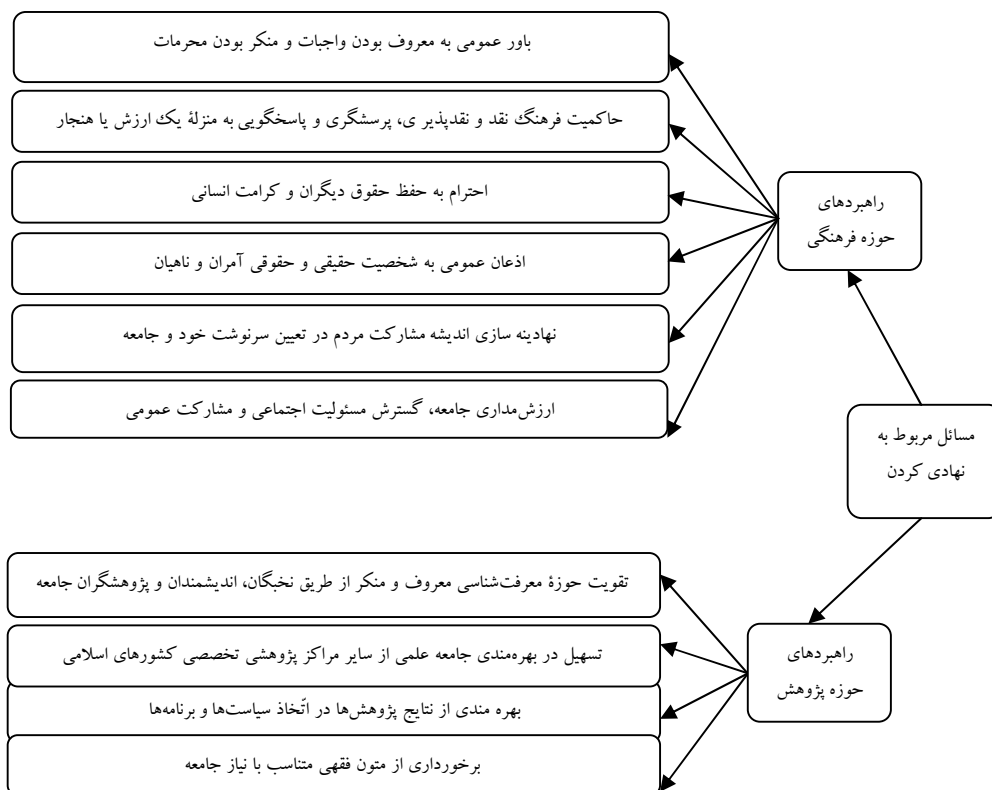 باور عمومی به معروف بودن واجبات و منکر بودن محرمات
حاکمیت فرهنگ نقد و نقدپذیر ی، پرسشگری و پاسخگویی به منزلهٔ یک ارزش یا هنجار
احترام به حفظ حقوق دیگران و کرامت انسانی
اذعان عمومی به شخصیت حقیقی و حقوقی آمران و ناهیان
نهادینه سازی اندیشه مشارکت مردم در تعیین سرنوشت خود و جامعه
ارزش‌مداری جامعه، گسترش مسئولیت اجتماعی و مشارکت عمومی
راهبردهای
حوزه فرهنگی
مسائل مربوط به
نهادی کردن
تقویت حوزهٔ معرفت‌شناسی معروف و منکر از طریق نخبگان، اندیشمندان و پژوهشگران جامعه
تسهیل در بهره‌مندی جامعه علمی از سایر مراکز پژوهشی تخصصی کشورهای اسلامی
بهره مندی از نتایج پژوهش‌ها در اتّخاذ سیاست‌ها و برنامه‌ها
برخورداری از متون فقهی متناسب با نیاز جامعه
راهبردهای
حوزه پژوهش